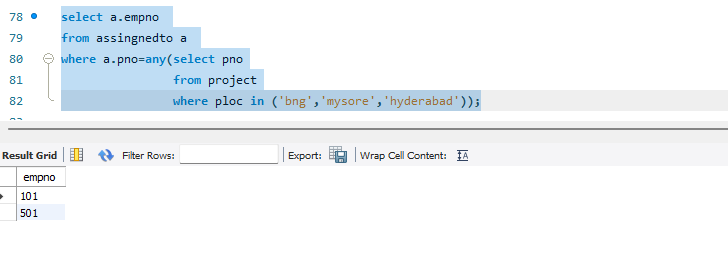 78 select a.empno
79 from assingnedto a
80 where a.pno=any(select pno
81 from project
82 where ploc in ('bng','mysore','hyderabad'));
Result Grid Filter Rows: Export: Wrap Cell Content:
empno
101
501